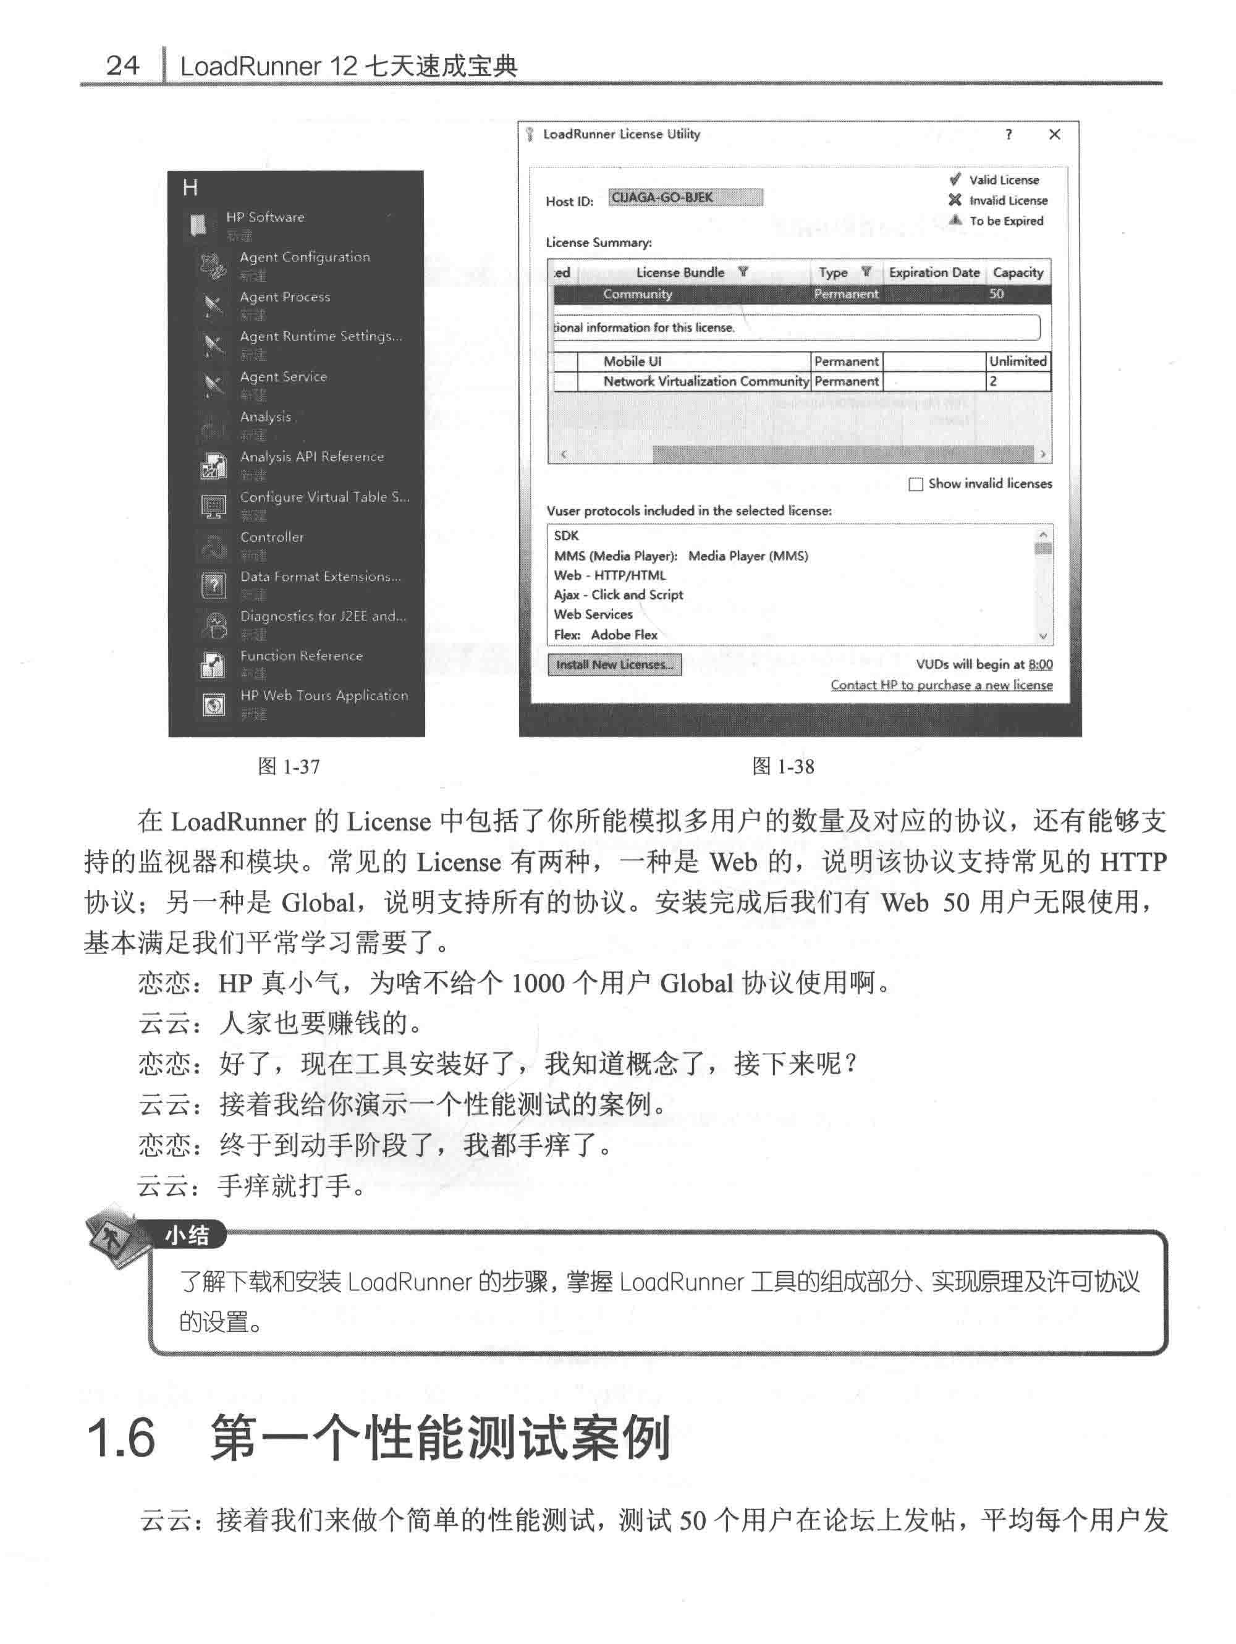 24 LoadRunner 12 七天速成宝典
H
HP Software
新建
Agent Configuration
新建
Agent Process
新建
Agent Runtime Settings...
新建
Agent Service
新建
Analysis
新建
Analysis API Reference
新建
Configure Virtual Table S...
新建
Controller
新建
Data Format Extensions...
新建
Diagnostics for J2EE and...
新建
Function Reference
新建
HP Web Tours Application
新建
图 1-37
LoadRunner License Utility ? X
Valid License
Host ID: CIJAGA-GO-BJEK
Invalid License
To be Expired
License Summary:
:ed License Bundle Type Expiration Date Capacity
Community Permanent 50
tional information for this license.
Mobile UI Permanent Unlimited
Network Virtualization Community Permanent 2
Show invalid licenses
Vuser protocols included in the selected license:
SDK
MMS (Media Player): Media Player (MMS)
Web - HTTP/HTML
Ajax - Click and Script
Web Services
Flex: Adobe Flex
Install New Licenses...
VUDs will begin at 8:00
Contact HP to purchase a new license
图 1-38
在 LoadRunner 的 License 中包括了你所能模拟多用户的数量及对应的协议，还有能够支
持的监视器和模块。常见的 License 有两种，一种是 Web 的，说明该协议支持常见的 HTTP
协议；另一种是 Global，说明支持所有的协议。安装完成后我们有 Web 50 用户无限使用，
基本满足我们平常学习需要了。
恋恋：HP 真小气，为啥不给个 1000 个用户 Global 协议使用啊。
云云：人家也要赚钱的。
恋恋：好了，现在工具安装好了，我知道概念了，接下来呢？
云云：接着我给你演示一个性能测试的案例。
恋恋：终于到动手阶段了，我都手痒了。
云云：手痒就打手。
小结
了解下载和安装 LoadRunner 的步骤，掌握 LoadRunner 工具的组成部分、实现原理及许可协议
的设置。
1.6 第一个性能测试案例
云云：接着我们来做个简单的性能测试，测试 50 个用户在论坛上发帖，平均每个用户发